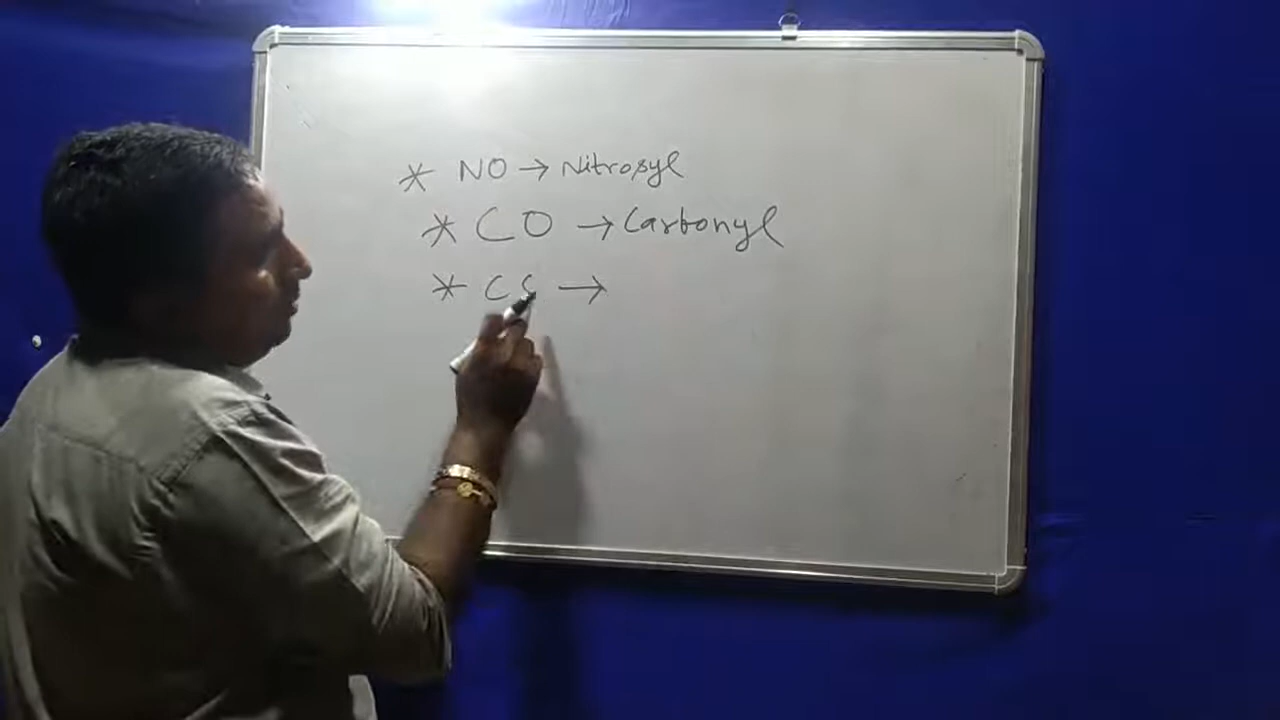 * NO → Nitrosyl
* CO → Carbonyl
* CS →